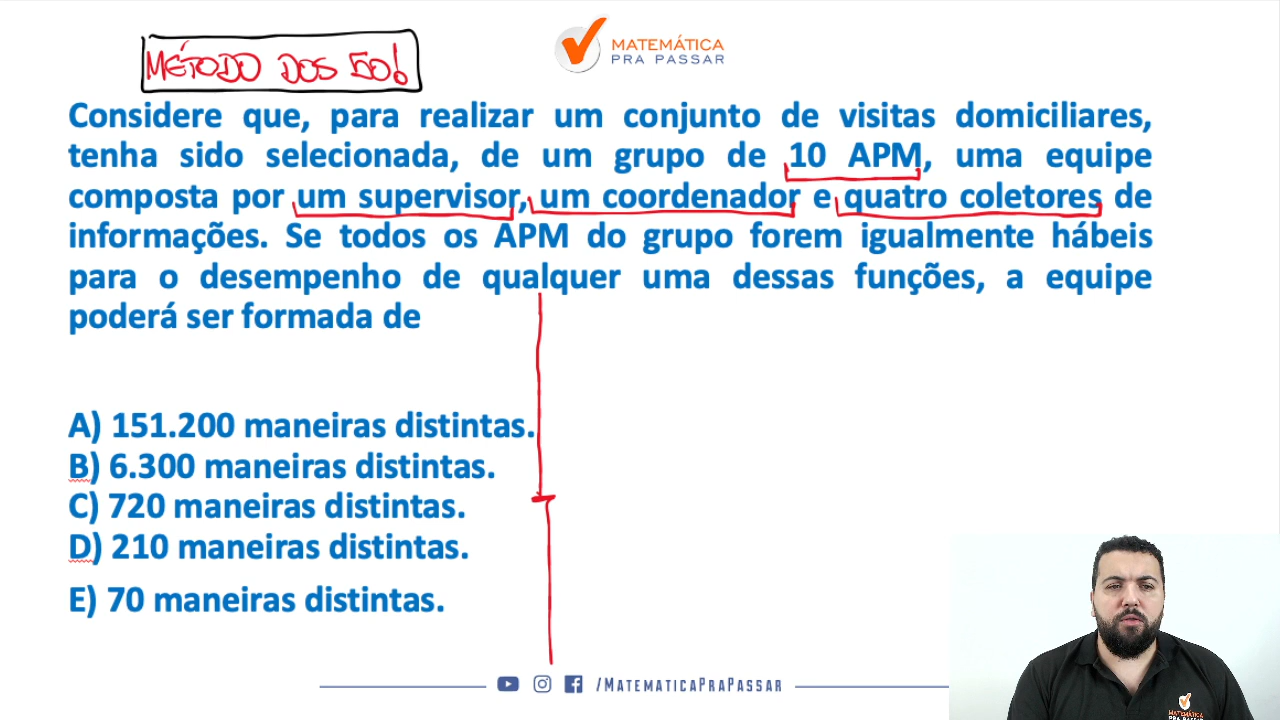 MÉTODO DOS 50!
MATEMÁTICA
PRA PASSAR
Considere que, para realizar um conjunto de visitas domiciliares,
tenha sido selecionada, de um grupo de 10 APM, uma equipe
composta por um supervisor, um coordenador e quatro coletores de
informações. Se todos os APM do grupo forem igualmente hábeis
para o desempenho de qualquer uma dessas funções, a equipe
poderá ser formada de
A) 151.200 maneiras distintas.
B) 6.300 maneiras distintas.
C) 720 maneiras distintas.
D) 210 maneiras distintas.
E) 70 maneiras distintas.
/MATEMATICAPRAPASSAR
MATEMÁTICA
PRA PASSAR